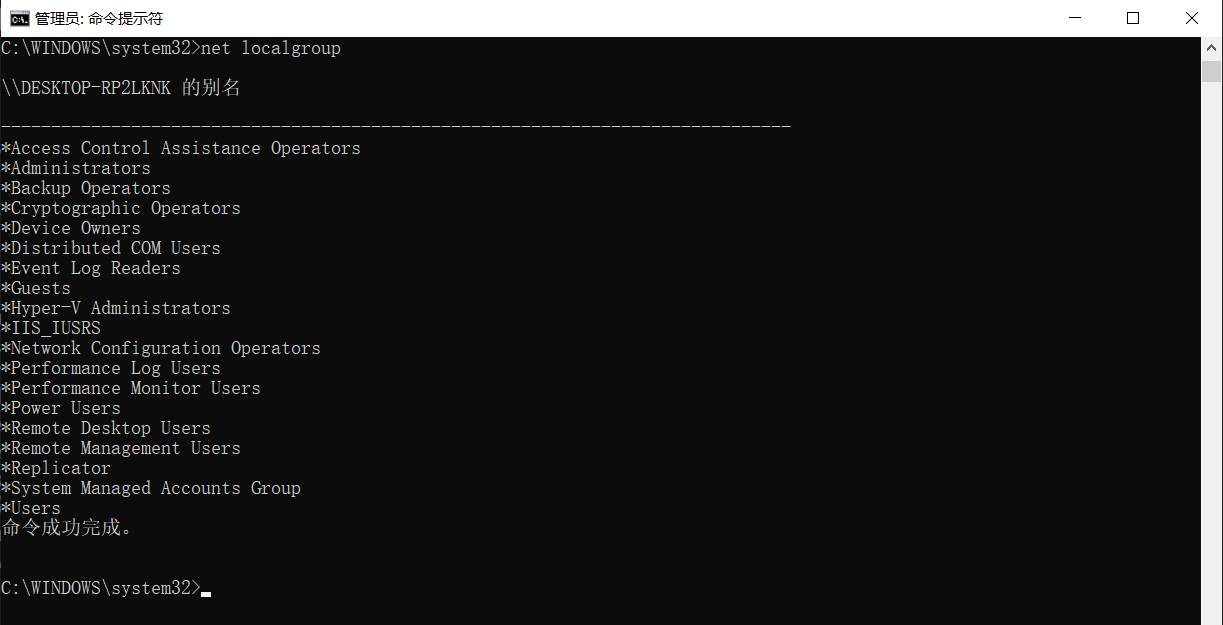 管理员: 命令提示符
C:\WINDOWS\system32>net localgroup
\\DESKTOP-RP2LKNK 的别名
-------------------------------------------------------------------------------
*Access Control Assistance Operators
*Administrators
*Backup Operators
*Cryptographic Operators
*Device Owners
*Distributed COM Users
*Event Log Readers
*Guests
*Hyper-V Administrators
*IIS_IUSRS
*Network Configuration Operators
*Performance Log Users
*Performance Monitor Users
*Power Users
*Remote Desktop Users
*Remote Management Users
*Replicator
*System Managed Accounts Group
*Users
命令成功完成。
C:\WINDOWS\system32>